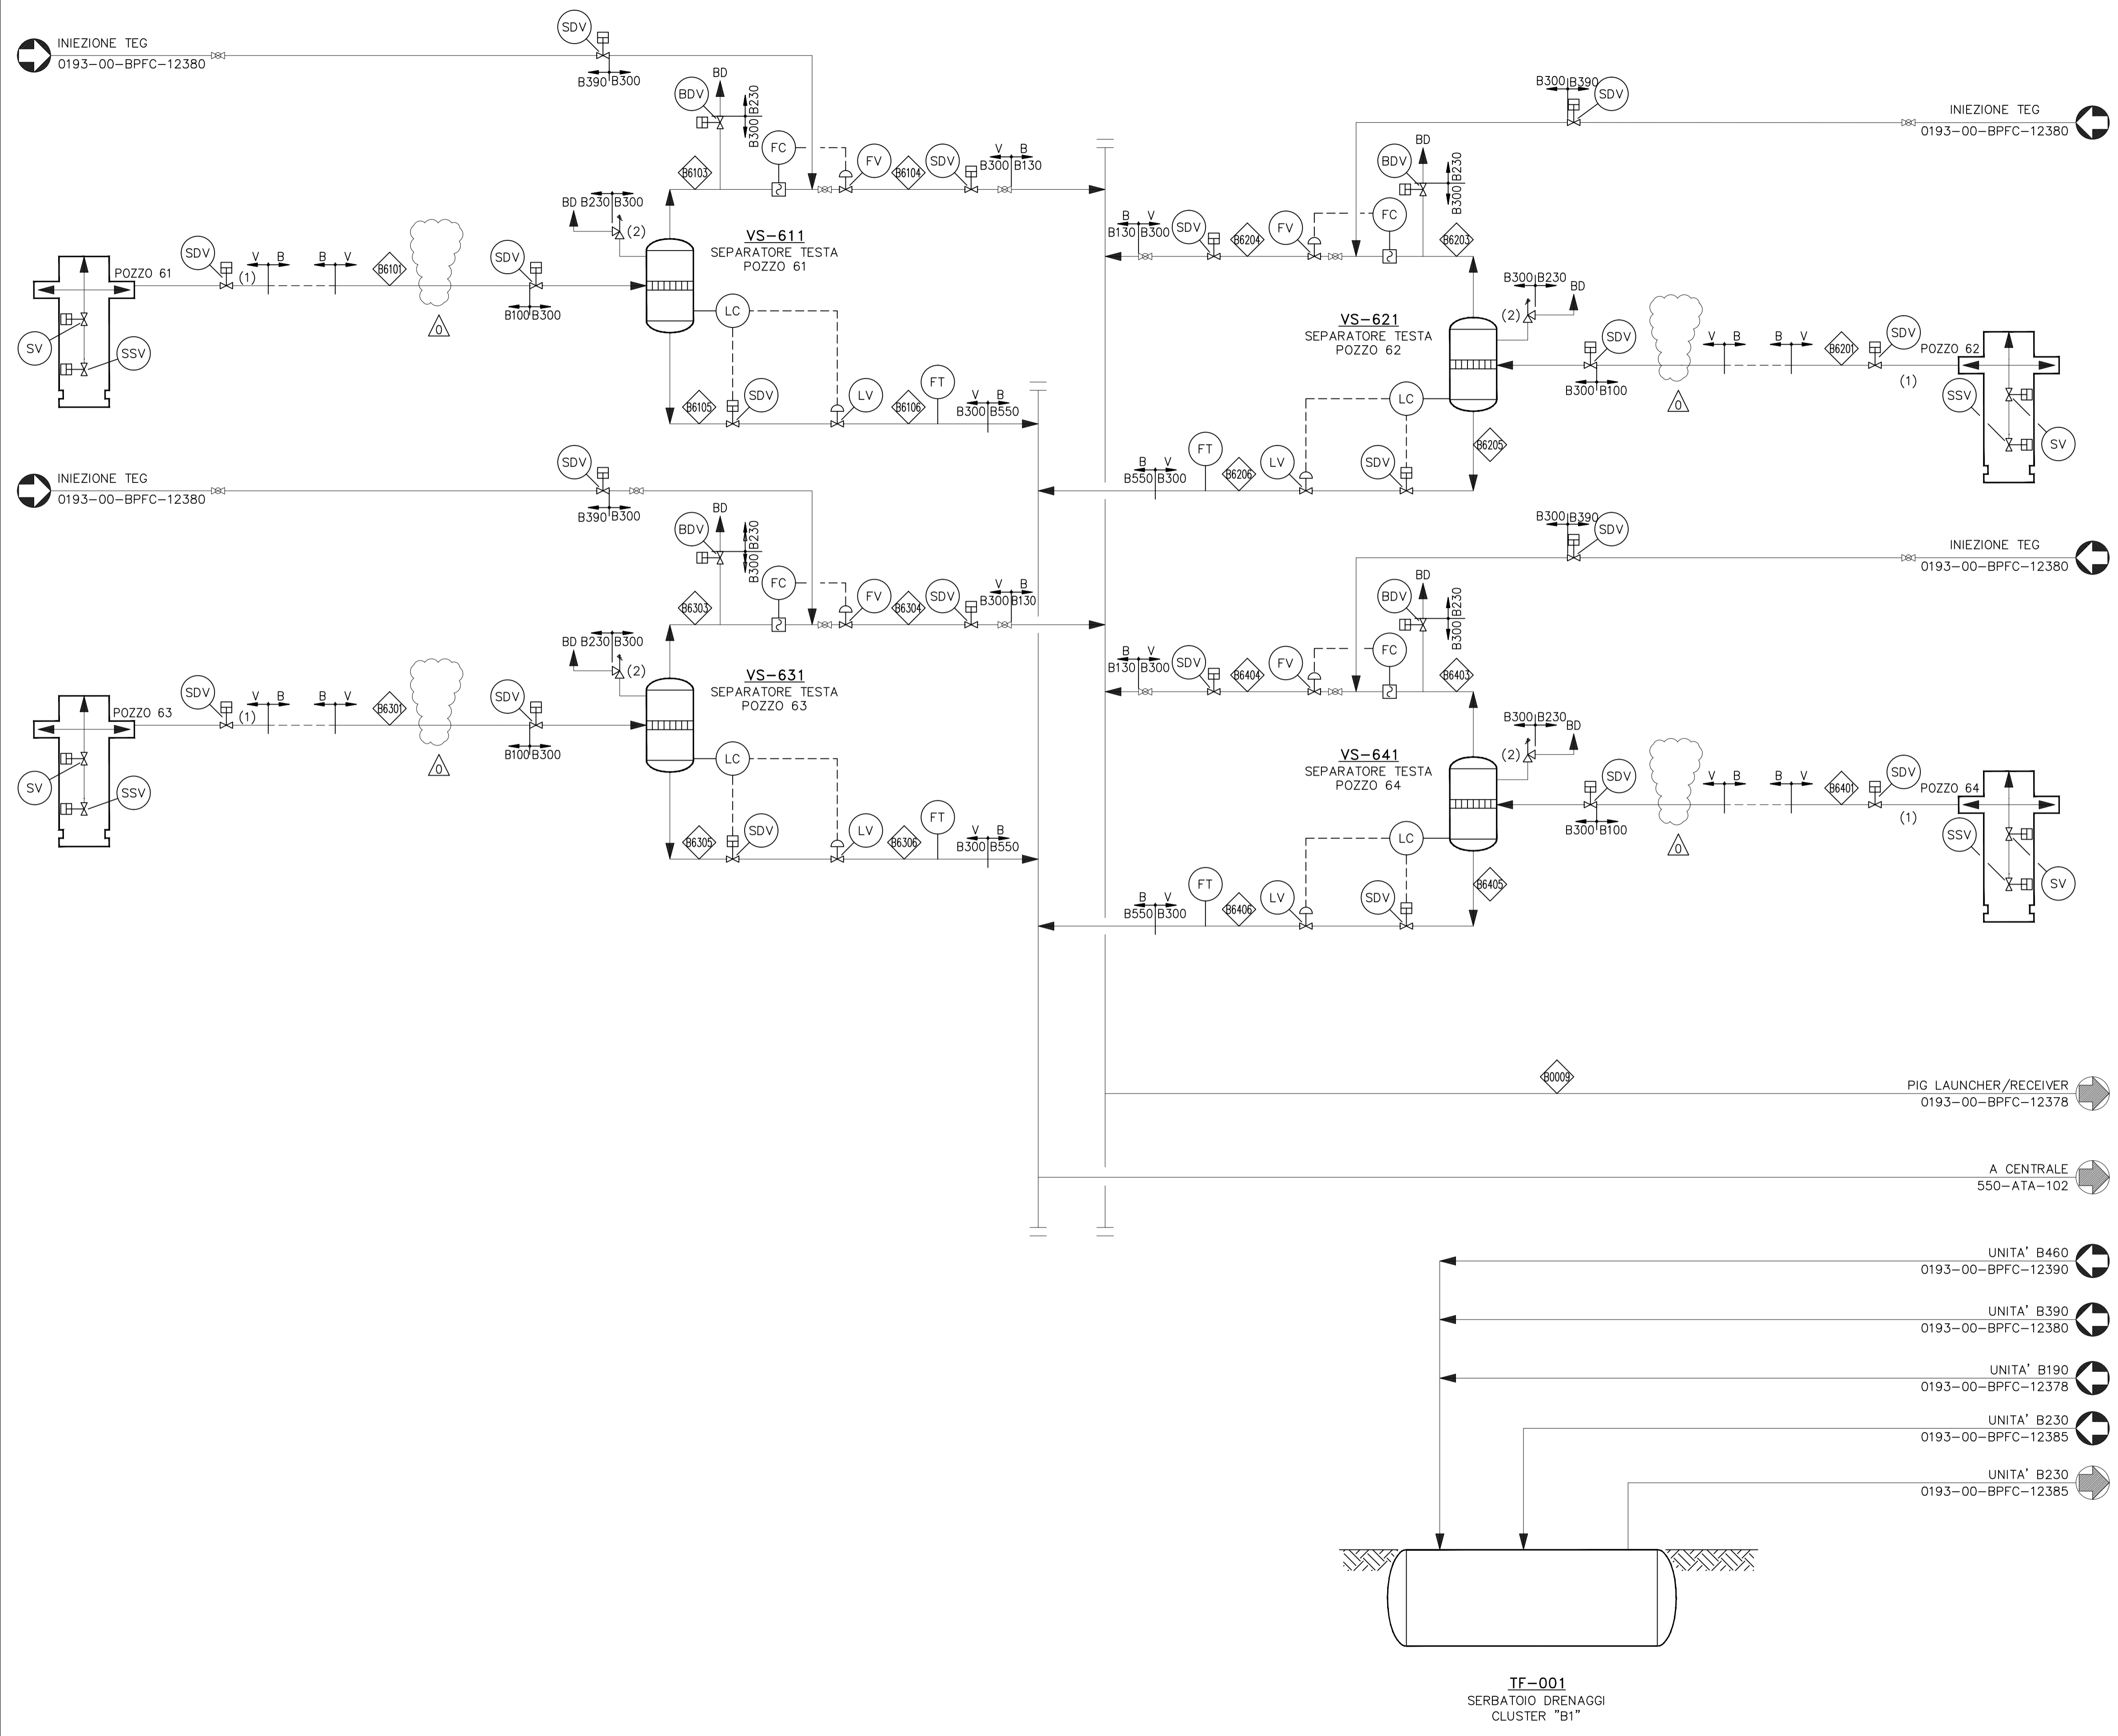 INIEZIONE TEG
0193-00-BPFC-12380
SDV
B390 B300
BDV
BD
B300 B230
FC
FV
SDV
B6103
B6104
V B
B300 B130
BD B230 B300
(2)
VS-611
SEPARATORE TESTA
POZZO 61
POZZO 61
SDV
(1)
V B
B V
B6101
0
SDV
B100 B300
SV
SSV
LC
B6105
SDV
LV
B6106
FT
V B
B300 B550
B300 B390
SDV
INIEZIONE TEG
0193-00-BPFC-12380
BD
BDV
B300 B230
FC
FV
SDV
B V
B130 B300
B6204
B6203
B300 B230
BD
(2)
VS-621
SEPARATORE TESTA
POZZO 62
SDV
B300 B100
0
V B
B V
B6201
SDV
POZZO 62
(1)
SSV
SV
LC
B6205
FT
LV
SDV
B V
B550 B300
B6206
INIEZIONE TEG
0193-00-BPFC-12380
SDV
B390 B300
BDV
BD
B300 B230
FC
FV
SDV
B6303
B6304
V B
B300 B130
BD B230 B300
(2)
VS-631
SEPARATORE TESTA
POZZO 63
POZZO 63
SDV
(1)
V B
B V
B6301
0
SDV
B100 B300
SV
SSV
LC
B6305
SDV
LV
B6306
FT
V B
B300 B550
B300 B390
SDV
INIEZIONE TEG
0193-00-BPFC-12380
BD
BDV
B300 B230
FC
FV
SDV
B V
B130 B300
B6404
B6403
B300 B230
BD
(2)
VS-641
SEPARATORE TESTA
POZZO 64
SDV
B300 B100
0
V B
B V
B6401
SDV
POZZO 64
(1)
SSV
SV
LC
B6405
FT
LV
SDV
B V
B550 B300
B6406
B0009
PIG LAUNCHER/RECEIVER
0193-00-BPFC-12378
A CENTRALE
550-ATA-102
UNITA' B460
0193-00-BPFC-12390
UNITA' B390
0193-00-BPFC-12380
UNITA' B190
0193-00-BPFC-12378
UNITA' B230
0193-00-BPFC-12385
UNITA' B230
0193-00-BPFC-12385
TF-001
SERBATOIO DRENAGGI
CLUSTER "B1"